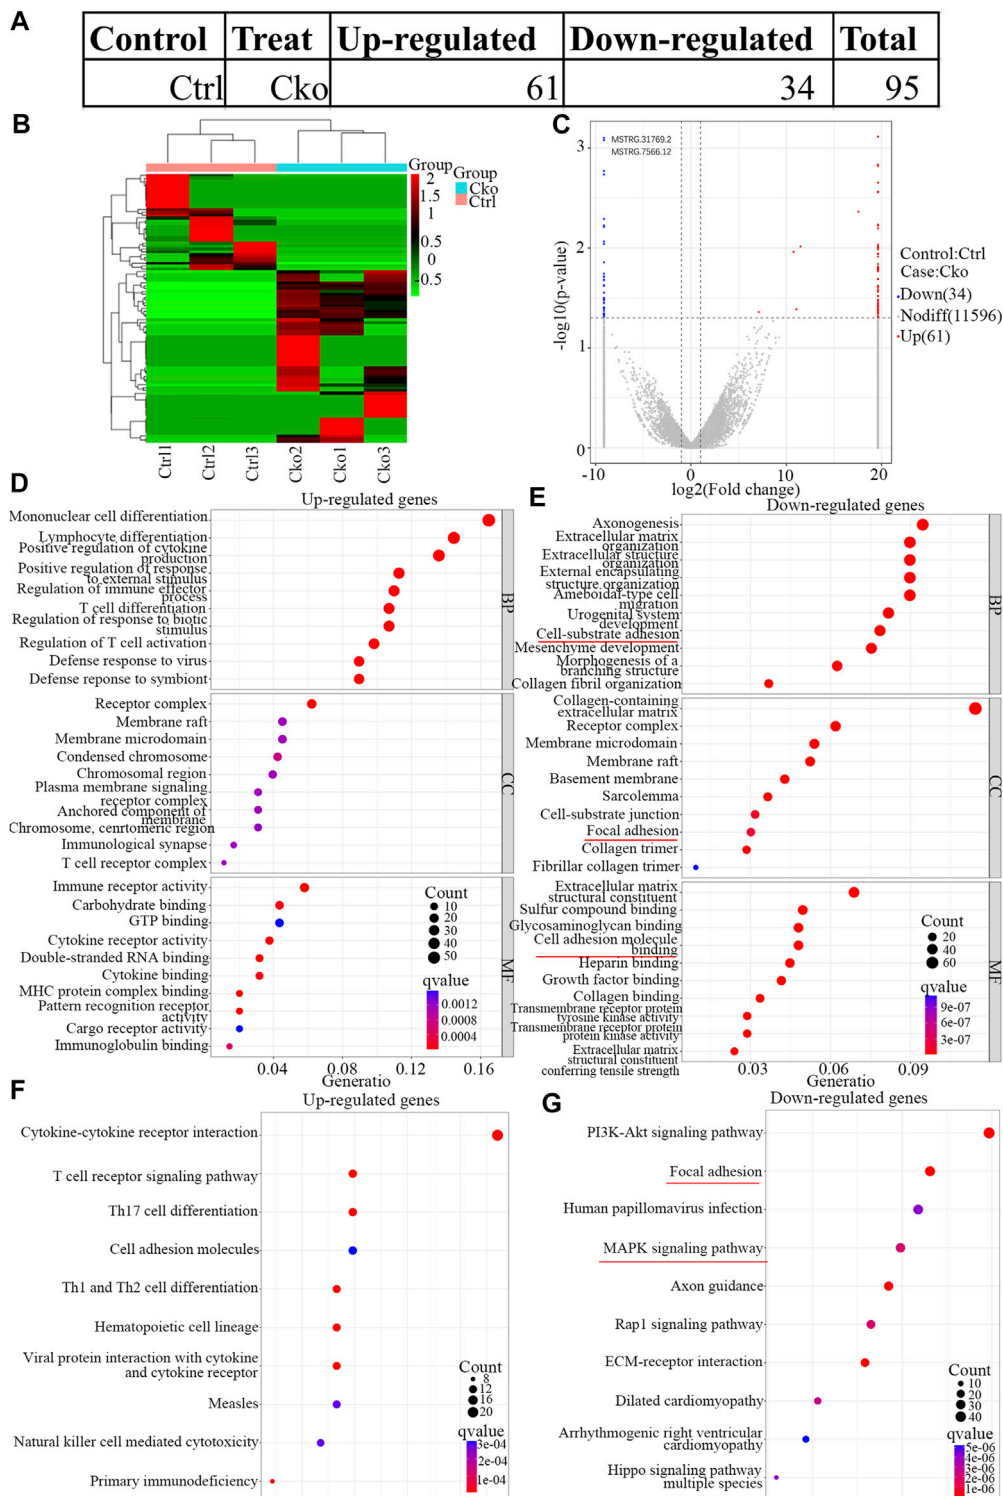 A
Control Treat Up-regulated Down-regulated Total
Ctrl Cko 61 34 95
B
Group
2
1
0.5
0
-0.5
Group
Cko
Ctrl
Ctrl1 Ctrl2 Ctrl3 Cko2 Cko1 Cko3
C
MSTRG.31769.2
MSTRG.7566.12
-log10(p-value)
3
2
1
0
-10 0 10 20
log2(Fold change)
Control:Ctrl
Case:Cko
Down(34)
Nodiff(11596)
Up(61)
D
Up-regulated genes
Mononuclear cell differentiation
Lymphocyte differentiation
Positive regulation of cytokine
production
Positive regulation of response
to external stimulus
Regulation of immune effector
process
T cell differentiation
Regulation of response to biotic
stimulus
Regulation of T cell activation
Defense response to virus
Defense reponse to symbiont
BP
Receptor complex
Membrane raft
Membrane microdomain
Condensed chromosome
Chromosomal region
Plasma membrane signaling
receptor complex
Anchored component of
membrane
Chromosome, cenrtomeric region
Immunological synapse
T cell receptor complex
CC
Immune receptor activity
Carbohydrate binding
GTP binding
Cytokine receptor activity
Double-stranded RNA binding
Cytokine binding
MHC protein complex binding
Pattern recognition receptor
activity
Cargo receptor activity
Immunoglobulin binding
MF
Count
10
20
30
40
50
qvalue
0.0012
0.0008
0.0004
0.04 0.08 0.12 0.16
Generatio
E
Down-regulated genes
Axonogenesis
Extracellular matrix
organization
Extracellular structure
organization
External encapsulating
structure organization
Ameboidal-type cell
migration
Urogenital system
development
Cell-substrate adhesion
Mesenchyme development
Morphogenesis of a
branching structure
Collagen fibril organization
BP
Collagen-containing
extracellular matrix
Receptor complex
Membrane microdomain
Membrane raft
Basement membrane
Sarcolemma
Cell-substrate junction
Focal adhesion
Collagen trimer
Fibrillar collagen trimer
CC
Extracellular matrix
structural constituent
Sulfur compound binding
Glycosaminoglycan binding
Cell adhesion molecule
binding
Heparin binding
Growth factor binding
Collagen binding
Transmembrane receptor protein
tyrosine kinase activity
Transmembrane receptor protein
protein kinase activity
Extracellular matrix
structural constituent
conferring tensile strength
MF
Count
20
40
60
qvalue
9e-07
6e-07
3e-07
0.03 0.06 0.09
Generatio
F
Up-regulated genes
Cytokine-cytokine receptor interaction
T cell receptor signaling pathway
Th17 cell differentiation
Cell adhesion molecules
Th1 and Th2 cell differentiation
Hematopoietic cell lineage
Viral protein interaction with cytokine
and cytokine receptor
Measles
Natural killer cell mediated cytotoxicity
Primary immunodeficiency
Count
8
12
16
20
qvalue
3e-04
2e-04
1e-04
G
Down-regulated genes
PI3K-Akt signaling pathway
Focal adhesion
Human papillomavirus infection
MAPK signaling pathway
Axon guidance
Rap1 signaling pathway
ECM-receptor interaction
Dilated cardiomyopathy
Arrhythmogenic right ventricular
cardiomyopathy
Hippo signaling pathway
multiple species
Count
10
20
30
40
qvalue
5e-06
4e-06
3e-06
2e-06
1e-06